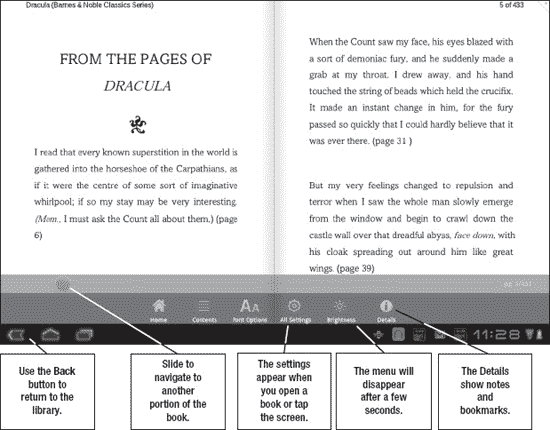 Dracula (Barnes & Noble Classics Series)
5 of 433
FROM THE PAGES OF
DRACULA
I read that every known superstition in the world is
gathered into the horseshoe of the Carpathians, as
if it were the centre of some sort of imaginative
whirlpool; if so my stay may be very interesting.
(Mem., I must ask the Count all about them.) (page
6)
When the Count saw my face, his eyes blazed with
a sort of demoniac fury, and he suddenly made a
grab at my throat. I drew away, and his hand
touched the string of beads which held the crucifix.
It made an instant change in him, for the fury
passed so quickly that I could hardly believe that it
was ever there. (page 31 )
But my very feelings changed to repulsion and
terror when I saw the whole man slowly emerge
from the window and begin to crawl down the
castle wall over that dreadful abyss, face down, with
his cloak spreading out around him like great
wings. (page 39)
Home
Contents
Font Options
All Settings
Brightness
Details
11:28
Use the Back
button to
return to the
library.
Slide to
navigate to
another
portion of the
book.
The settings
appear when
you open a
book or tap
the screen.
The menu will
disappear
after a few
seconds.
The Details
show notes
and
bookmarks.